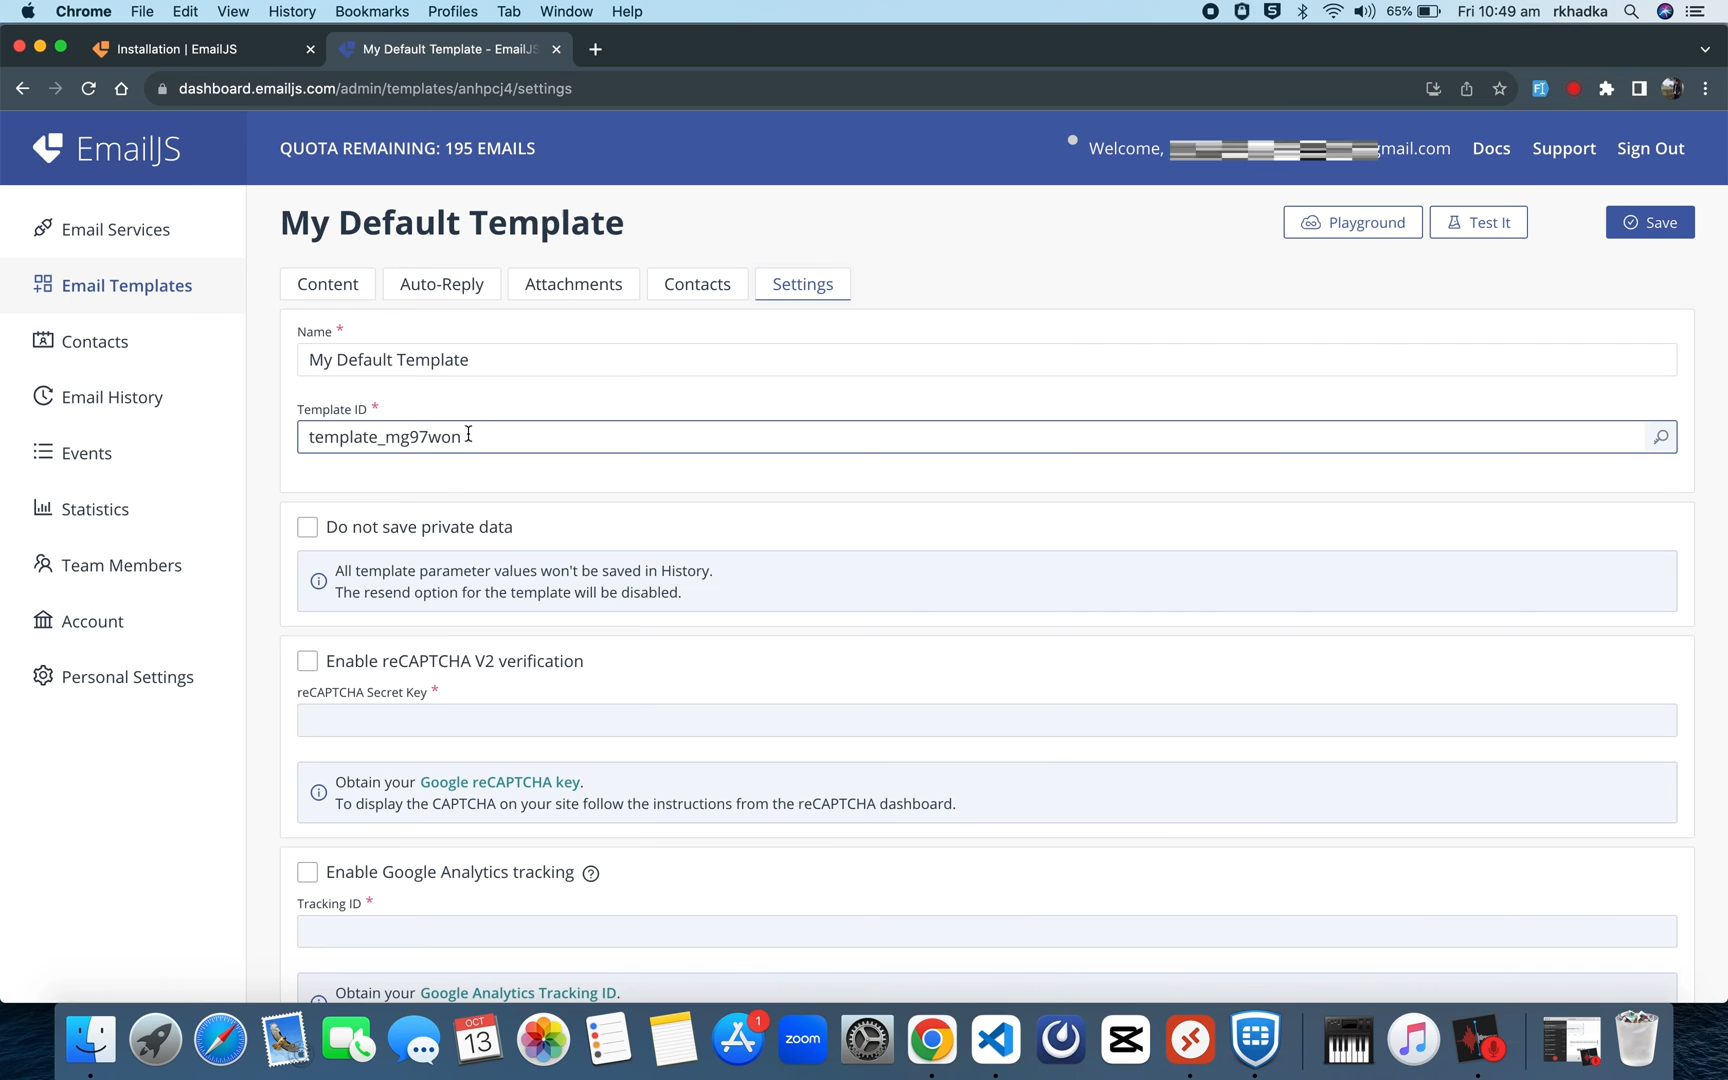 Chrome File Edit View History Bookmarks Profiles Tab Window Help 65% Fri 10:49 am rkhadka
Installation | EmailJS My Default Template - EmailJS
dashboard.emailjs.com/admin/templates/anhpcj4/settings
EmailJS QUOTA REMAINING: 195 EMAILS Welcome, gmail.com Docs Support Sign Out
Email Services
Email Templates
Contacts
Email History
Events
Statistics
Team Members
Account
Personal Settings
My Default Template Playground Test It Save
Content Auto-Reply Attachments Contacts Settings
Name *
My Default Template
Template ID *
template_mg97won
Do not save private data
All template parameter values won't be saved in History.
The resend option for the template will be disabled.
Enable reCAPTCHA V2 verification
reCAPTCHA Secret Key *
Obtain your Google reCAPTCHA key.
To display the CAPTCHA on your site follow the instructions from the reCAPTCHA dashboard.
Enable Google Analytics tracking
Tracking ID *
Obtain your Google Analytics Tracking ID.
OCT
13
1
zoom